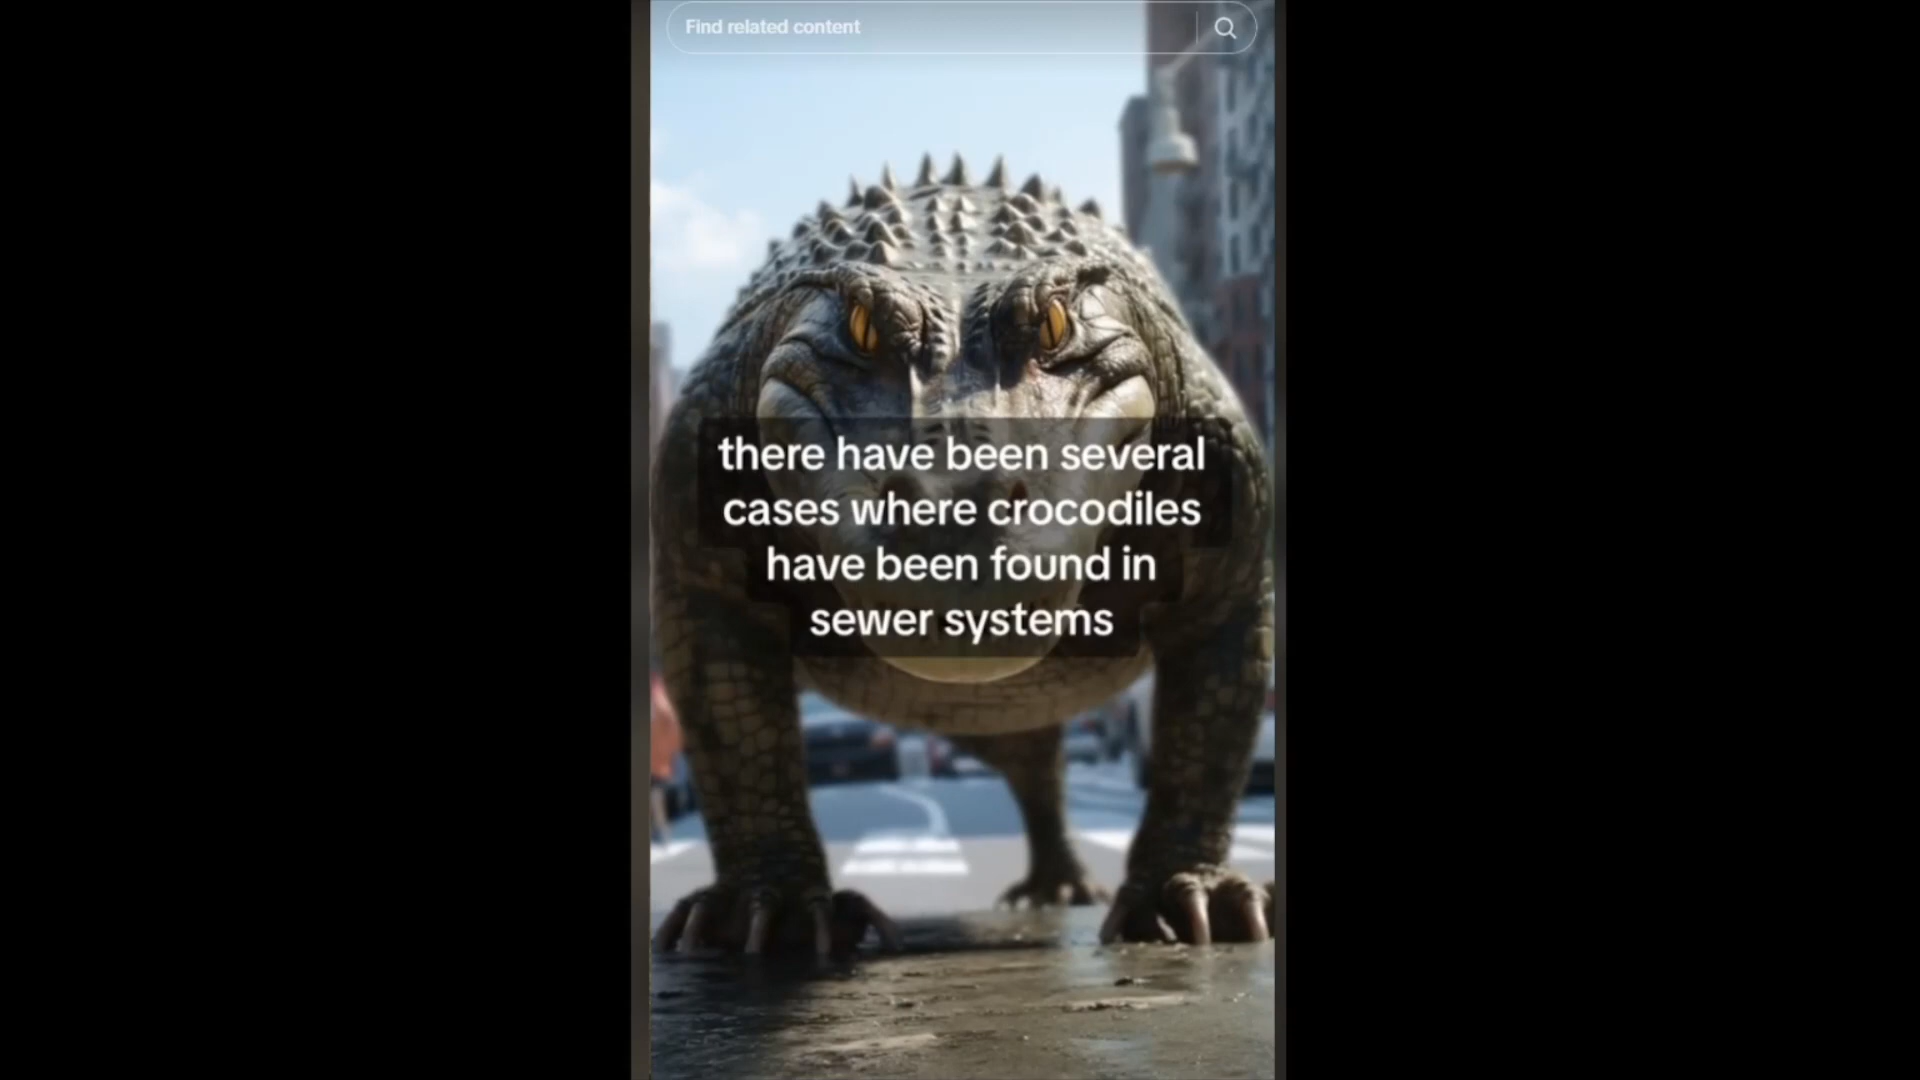 Find related content
there have been several
cases where crocodiles
have been found in
sewer systems